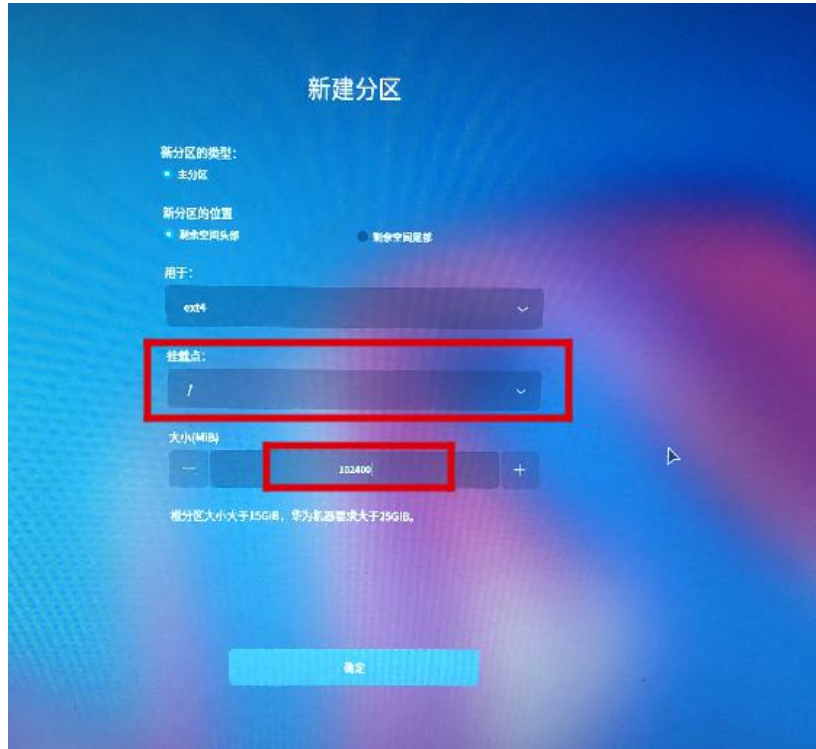 新建分区
新分区的类型:
主分区
新分区的位置
剩余空间头部 剩余空间尾部
用于:
ext4
挂载点:
/
大小(MiB)
102400
根分区大小大于15GiB，华为机器要求大于25GiB。
确定